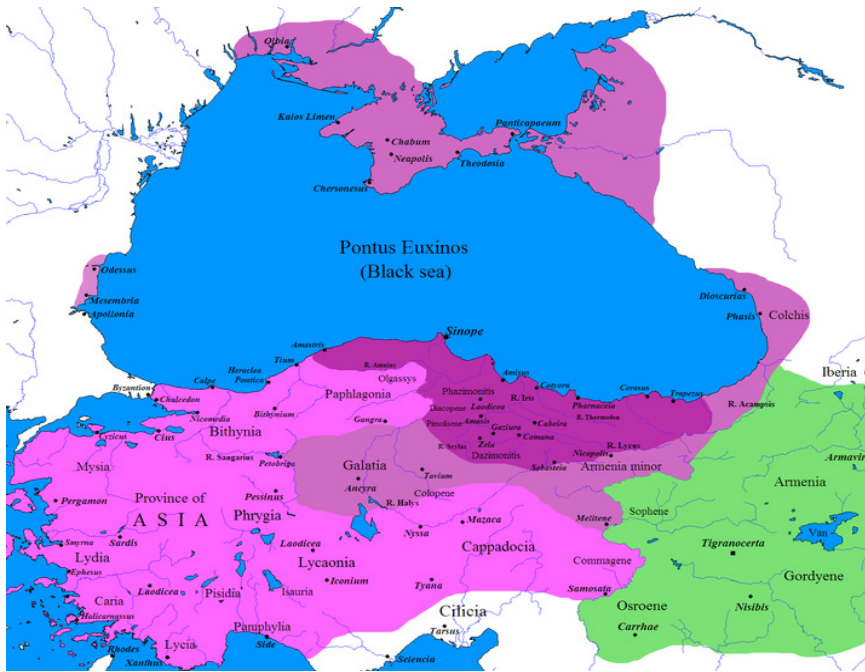 Olbia
Kalos Limen
Panticapaeum
Chabum
Neapolis
Theodosia
Chersonesus
Pontus Euxinos
(Black sea)
Odessus
Mesembria
Apollonia
Dioscurias
Phasis
Colchis
Sinope
Amastris
Tium
Heraclea
Pontica
Calpe
Byzantion
Chalcedon
R. Amnias
Olgassys
Paphlagonia
Amisus
Cotyora
Cerasus
Trapezus
Iberia
R. Acampsis
Phazimonitis
R. Iris
Pharnaceia
R. Thermodon
Diacopene
Laodicea
Pimolisene
Amasis
Gaziura
Cabeira
Zela
Comana
R. Lycus
Nicopolis
R. Scylax
Dazimonitis
Sebasteia
Armenia minor
Bithynium
Gangra
Nicomedia
Bithynia
Cyzicus
Cius
Mysia
R. Sangarius
Petobriga
Galatia
Tavium
Ancyra
Colopene
R. Halys
Armavir
Armenia
Pergamon
Province of
ASIA
Pessinus
Phrygia
Sophene
Melitene
Mazaca
Nyssa
Van
Smyrna
Sardis
Laodicea
Cappadocia
Tigranocerta
Lydia
Ephesus
Lycaonia
Commagene
Gordyene
Iconium
Tyana
Samosata
Caria
Laodicea
Pisidia
Isauria
Osroene
Nisibis
Halicarnassus
Cilicia
Pamphylia
Tarsus
Carrhae
Side
Lycia
Rhodes
Xanthus
Seleucia